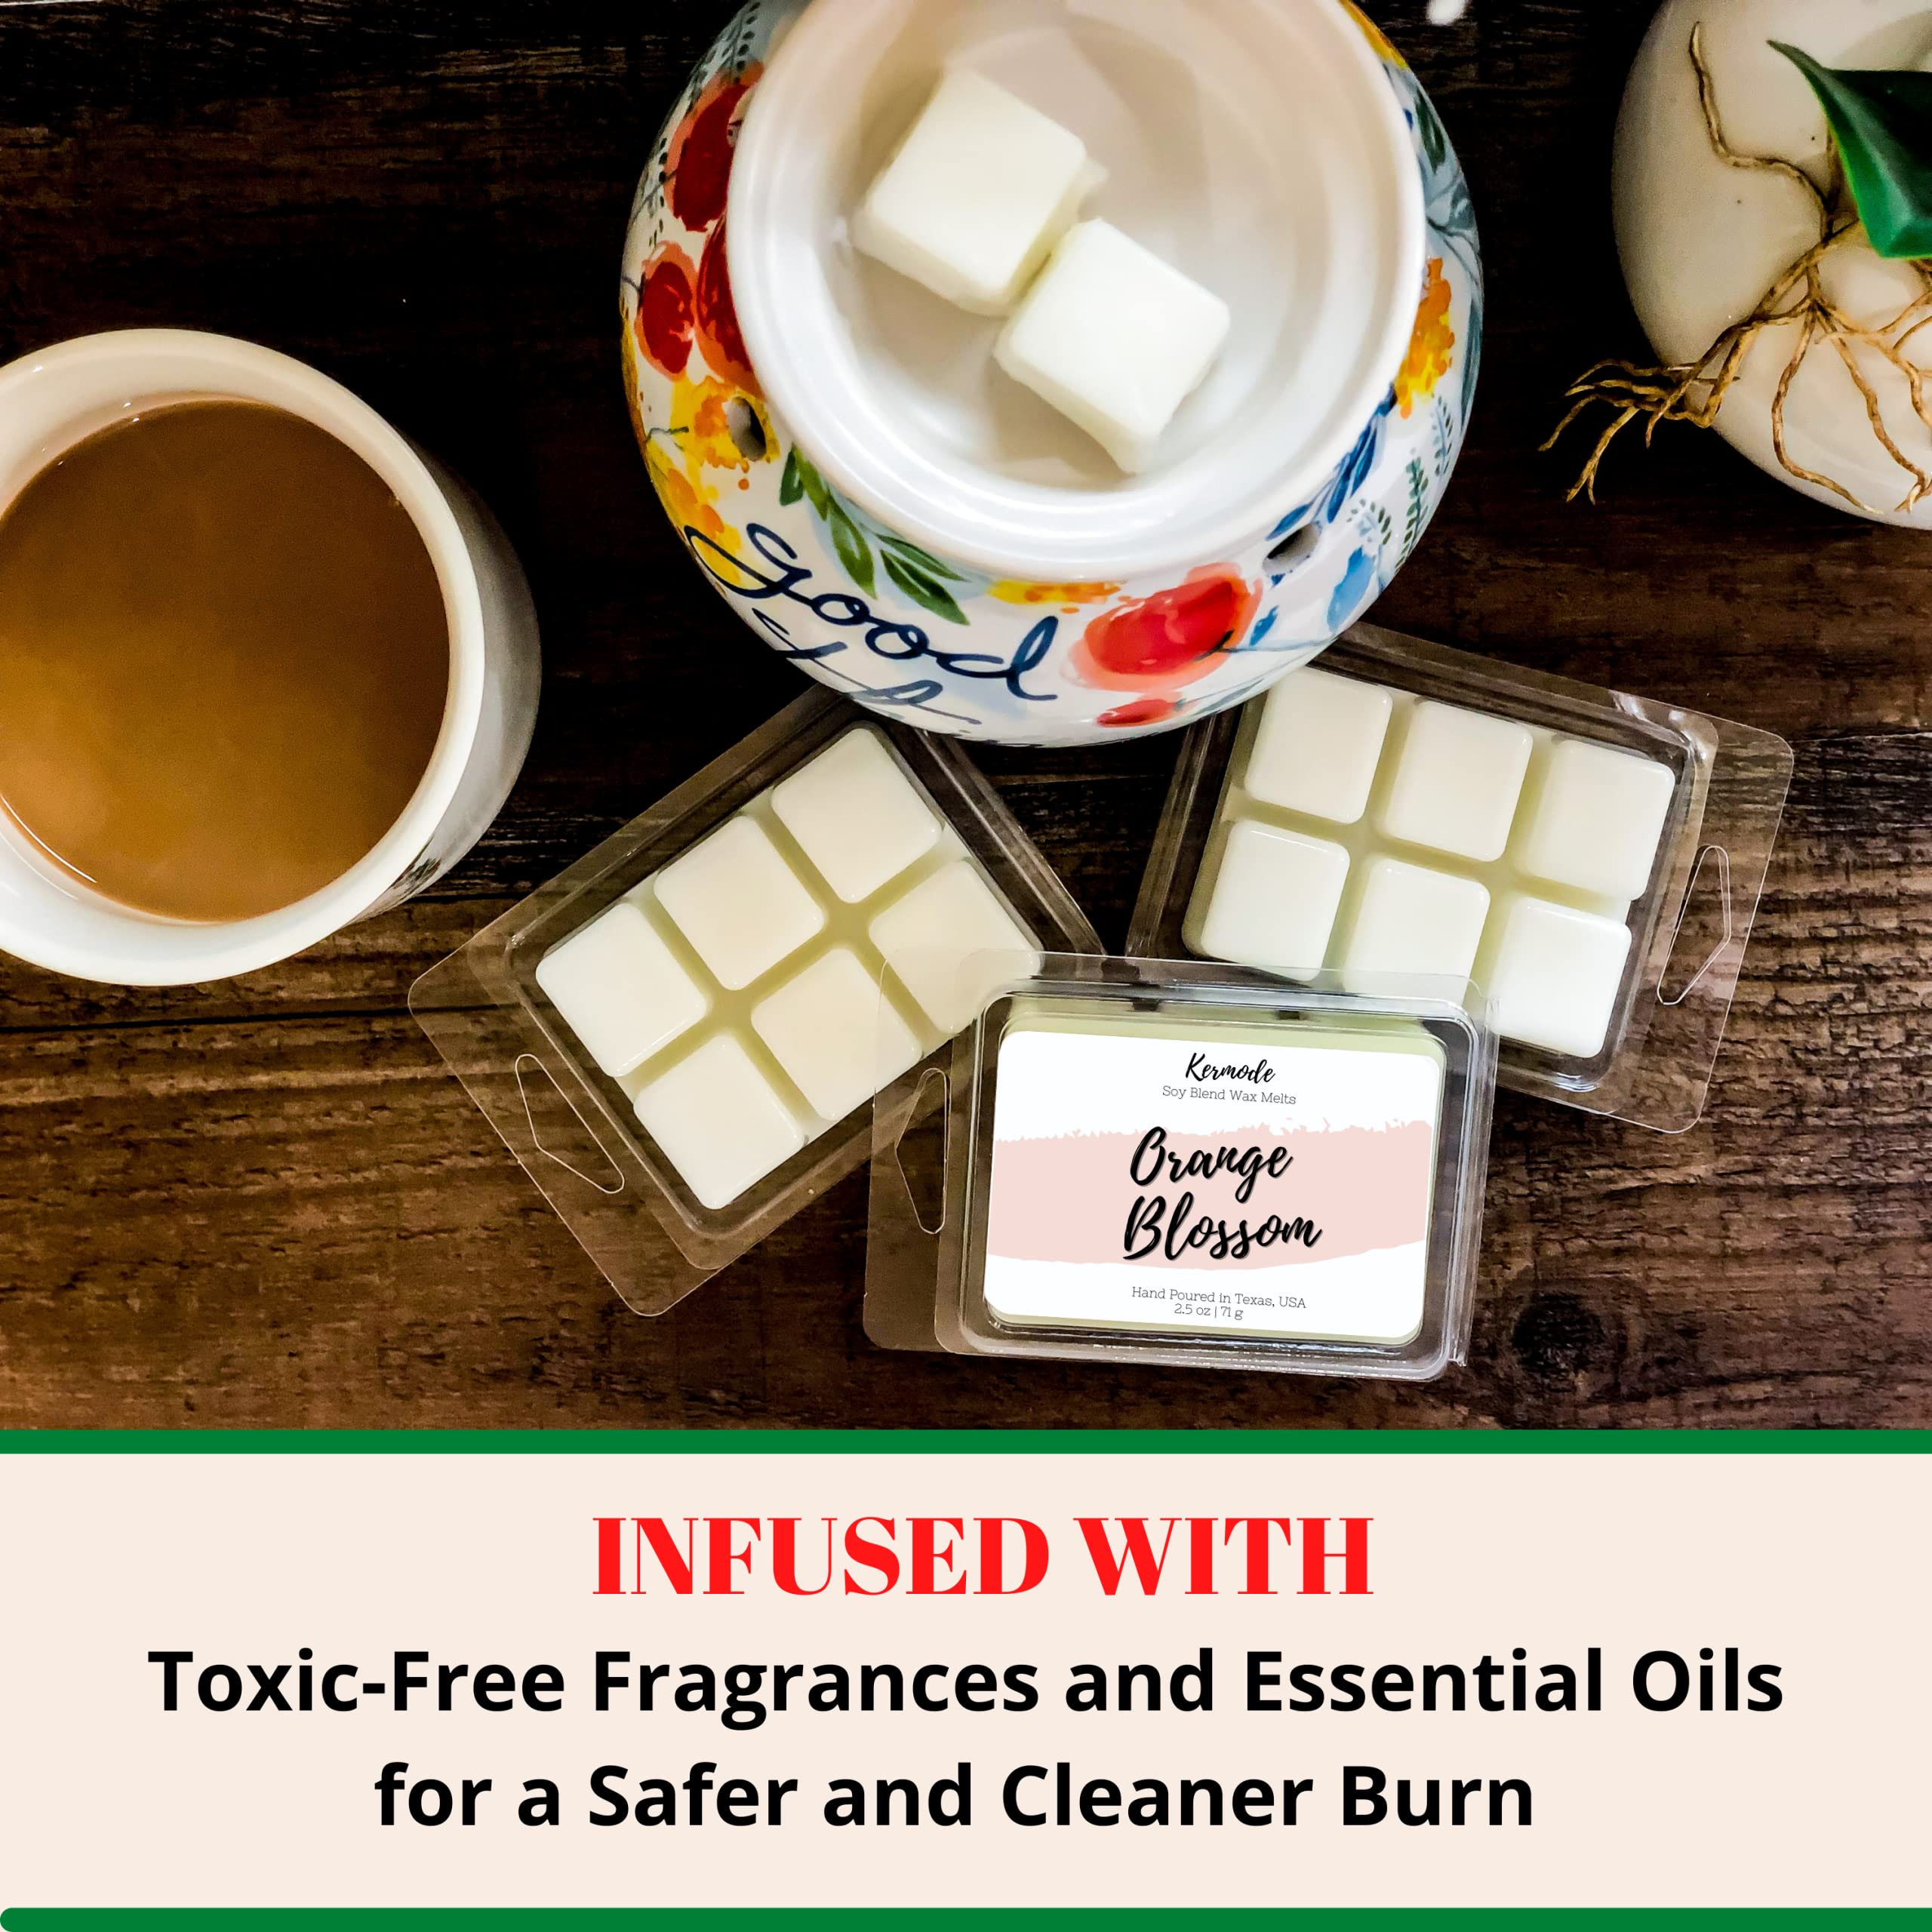 Good
Kermode
Soy Blend Wax Melts
Orange
Blossom
Hand Poured in Texas, USA
2.5 oz | 71 g
INFUSED WITH
Toxic-Free Fragrances and Essential Oils
for a Safer and Cleaner Burn